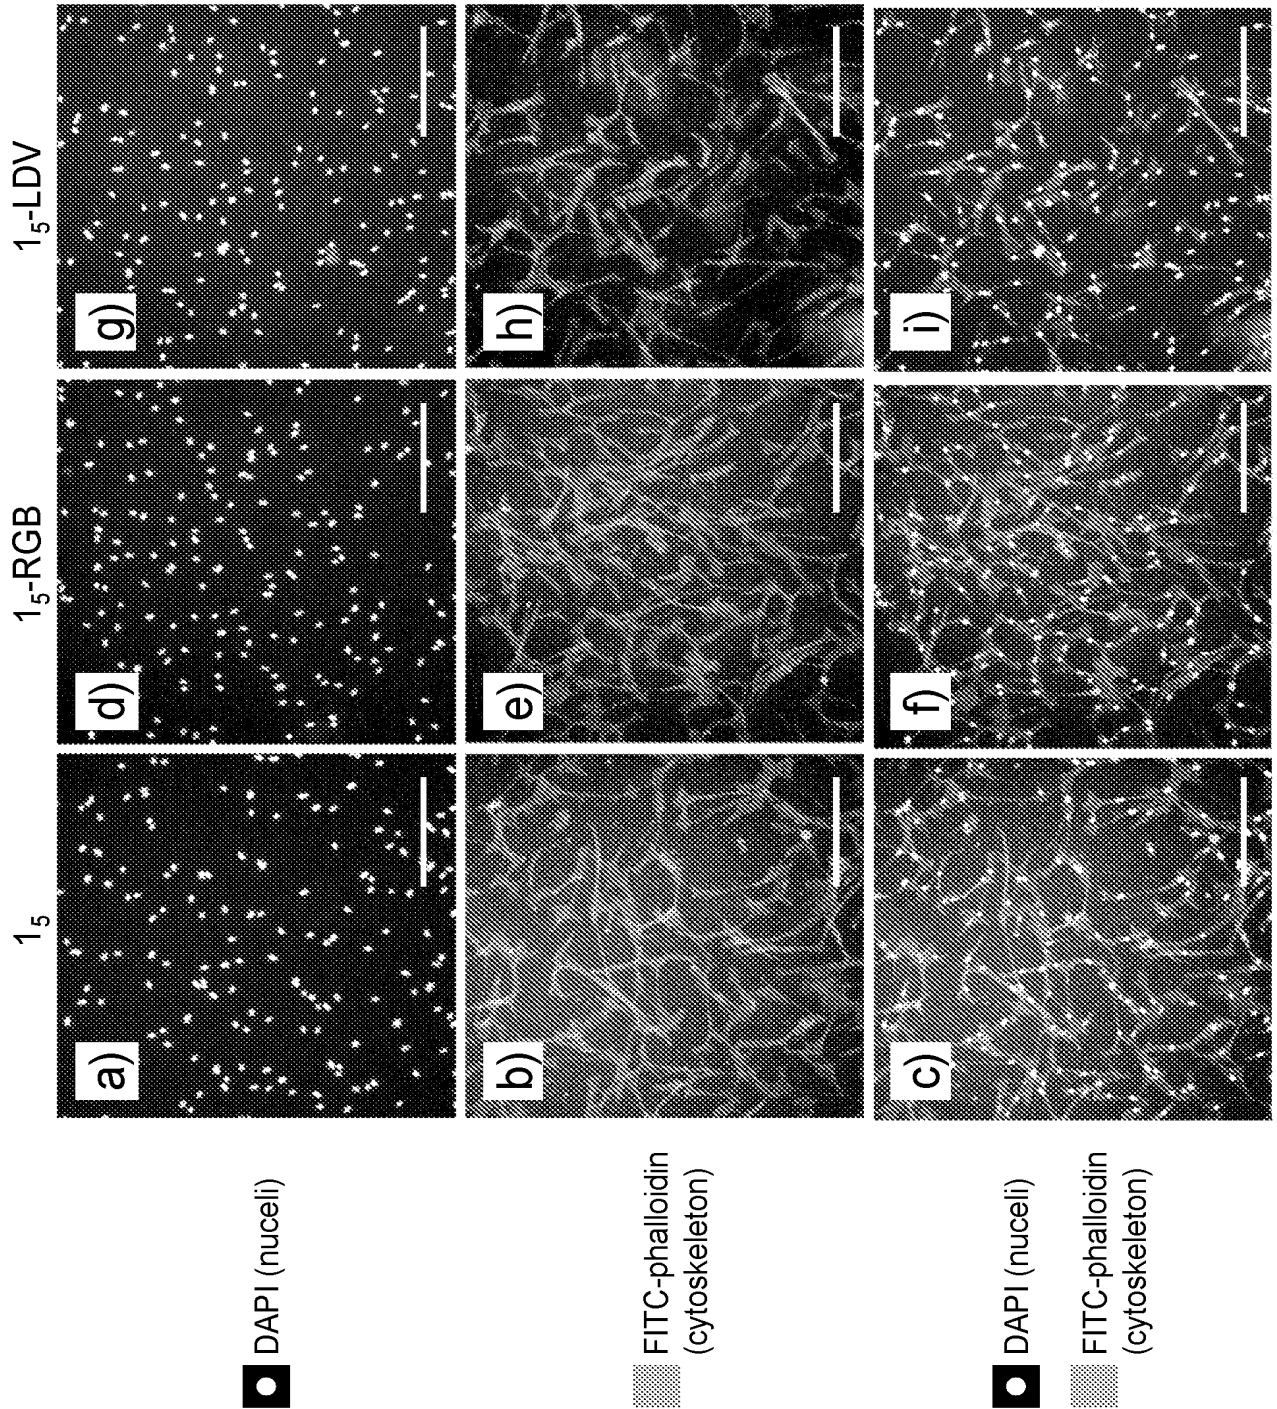 1₅
1₅-RGB
1₅-LDV
DAPI (nuceli)
a)
d)
g)
FITC-phalloidin
(cytoskeleton)
b)
e)
h)
DAPI (nuceli)
FITC-phalloidin
(cytoskeleton)
c)
f)
i)